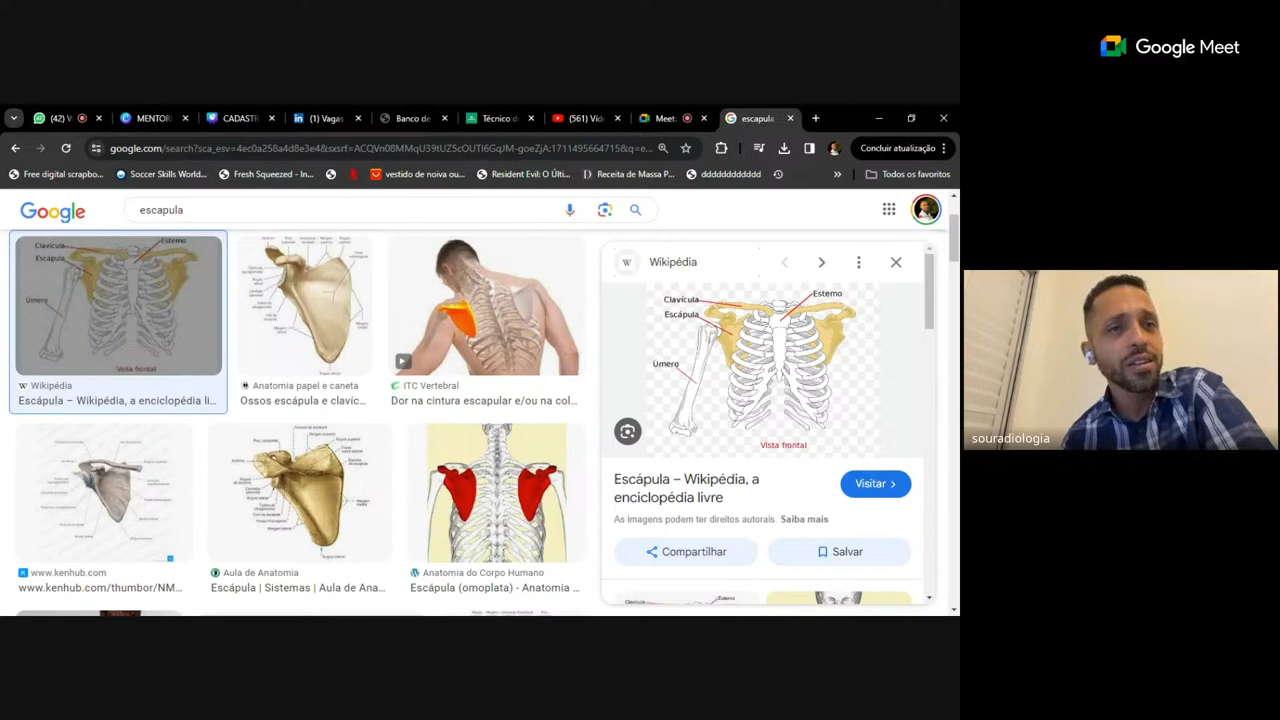 Google Meet
(42) V
MENTORI
CADASTR
(1) Vagas
Banco de
Técnico d
(561) Víde
Meet:
escapula
google.com/search?sca_esv=4ec0a258a4d8e3e4&sxsrf=ACQVn08MMqU39tUZ5cOUTl6GqJM-goeZjA:1711495664715&q=e...
Concluir atualização
Free digital scrapbo...
Soccer Skills World...
Fresh Squeezed - In...
vestido de noiva ou...
Resident Evil: O Últi...
Receita de Massa P...
dddddddddddd
Todos os favoritos
Google
escapula
Clavícula
Esterno
Escápula
Úmero
Vista frontal
W Wikipédia
Escápula – Wikipédia, a enciclopédia li...
Anatomia papel e caneta
Ossos escápula e clavíc...
ITC Vertebral
Dor na cintura escapular e/ou na col...
W Wikipédia
Clavícula
Esterno
Escápula
Úmero
Vista frontal
Escápula – Wikipédia, a
enciclopédia livre
Visitar
As imagens podem ter direitos autorais. Saiba mais
Compartilhar
Salvar
www.kenhub.com
www.kenhub.com/thumbor/NM...
Aula de Anatomia
Escápula | Sistemas | Aula de Ana...
Anatomia do Corpo Humano
Escápula (omoplata) - Anatomia ...
souradiologia